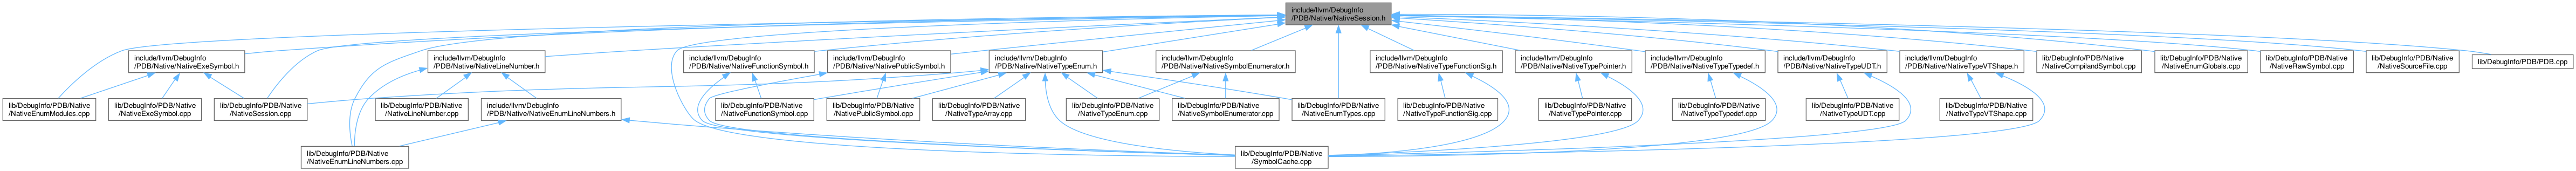 include/llvm/DebugInfo
/PDB/Native/NativeSession.h
include/llvm/DebugInfo
/PDB/Native/NativeExeSymbol.h
include/llvm/DebugInfo
/PDB/Native/NativeLineNumber.h
include/llvm/DebugInfo
/PDB/Native/NativeFunctionSymbol.h
include/llvm/DebugInfo
/PDB/Native/NativePublicSymbol.h
include/llvm/DebugInfo
/PDB/Native/NativeTypeEnum.h
include/llvm/DebugInfo
/PDB/Native/NativeSymbolEnumerator.h
include/llvm/DebugInfo
/PDB/Native/NativeTypeFunctionSig.h
include/llvm/DebugInfo
/PDB/Native/NativeTypePointer.h
include/llvm/DebugInfo
/PDB/Native/NativeTypeTypedef.h
include/llvm/DebugInfo
/PDB/Native/NativeTypeUDT.h
include/llvm/DebugInfo
/PDB/Native/NativeTypeVTShape.h
lib/DebugInfo/PDB/Native
/NativeCompilandSymbol.cpp
lib/DebugInfo/PDB/Native
/NativeEnumGlobals.cpp
lib/DebugInfo/PDB/Native
/NativeRawSymbol.cpp
lib/DebugInfo/PDB/Native
/NativeSourceFile.cpp
lib/DebugInfo/PDB/PDB.cpp
lib/DebugInfo/PDB/Native
/NativeEnumModules.cpp
lib/DebugInfo/PDB/Native
/NativeExeSymbol.cpp
lib/DebugInfo/PDB/Native
/NativeSession.cpp
lib/DebugInfo/PDB/Native
/NativeLineNumber.cpp
include/llvm/DebugInfo
/PDB/Native/NativeEnumLineNumbers.h
lib/DebugInfo/PDB/Native
/NativeFunctionSymbol.cpp
lib/DebugInfo/PDB/Native
/NativePublicSymbol.cpp
lib/DebugInfo/PDB/Native
/NativeTypeArray.cpp
lib/DebugInfo/PDB/Native
/NativeTypeEnum.cpp
lib/DebugInfo/PDB/Native
/NativeSymbolEnumerator.cpp
lib/DebugInfo/PDB/Native
/NativeEnumTypes.cpp
lib/DebugInfo/PDB/Native
/NativeTypeFunctionSig.cpp
lib/DebugInfo/PDB/Native
/NativeTypePointer.cpp
lib/DebugInfo/PDB/Native
/NativeTypeTypedef.cpp
lib/DebugInfo/PDB/Native
/NativeTypeUDT.cpp
lib/DebugInfo/PDB/Native
/NativeTypeVTShape.cpp
lib/DebugInfo/PDB/Native
/NativeEnumLineNumbers.cpp
lib/DebugInfo/PDB/Native
/SymbolCache.cpp